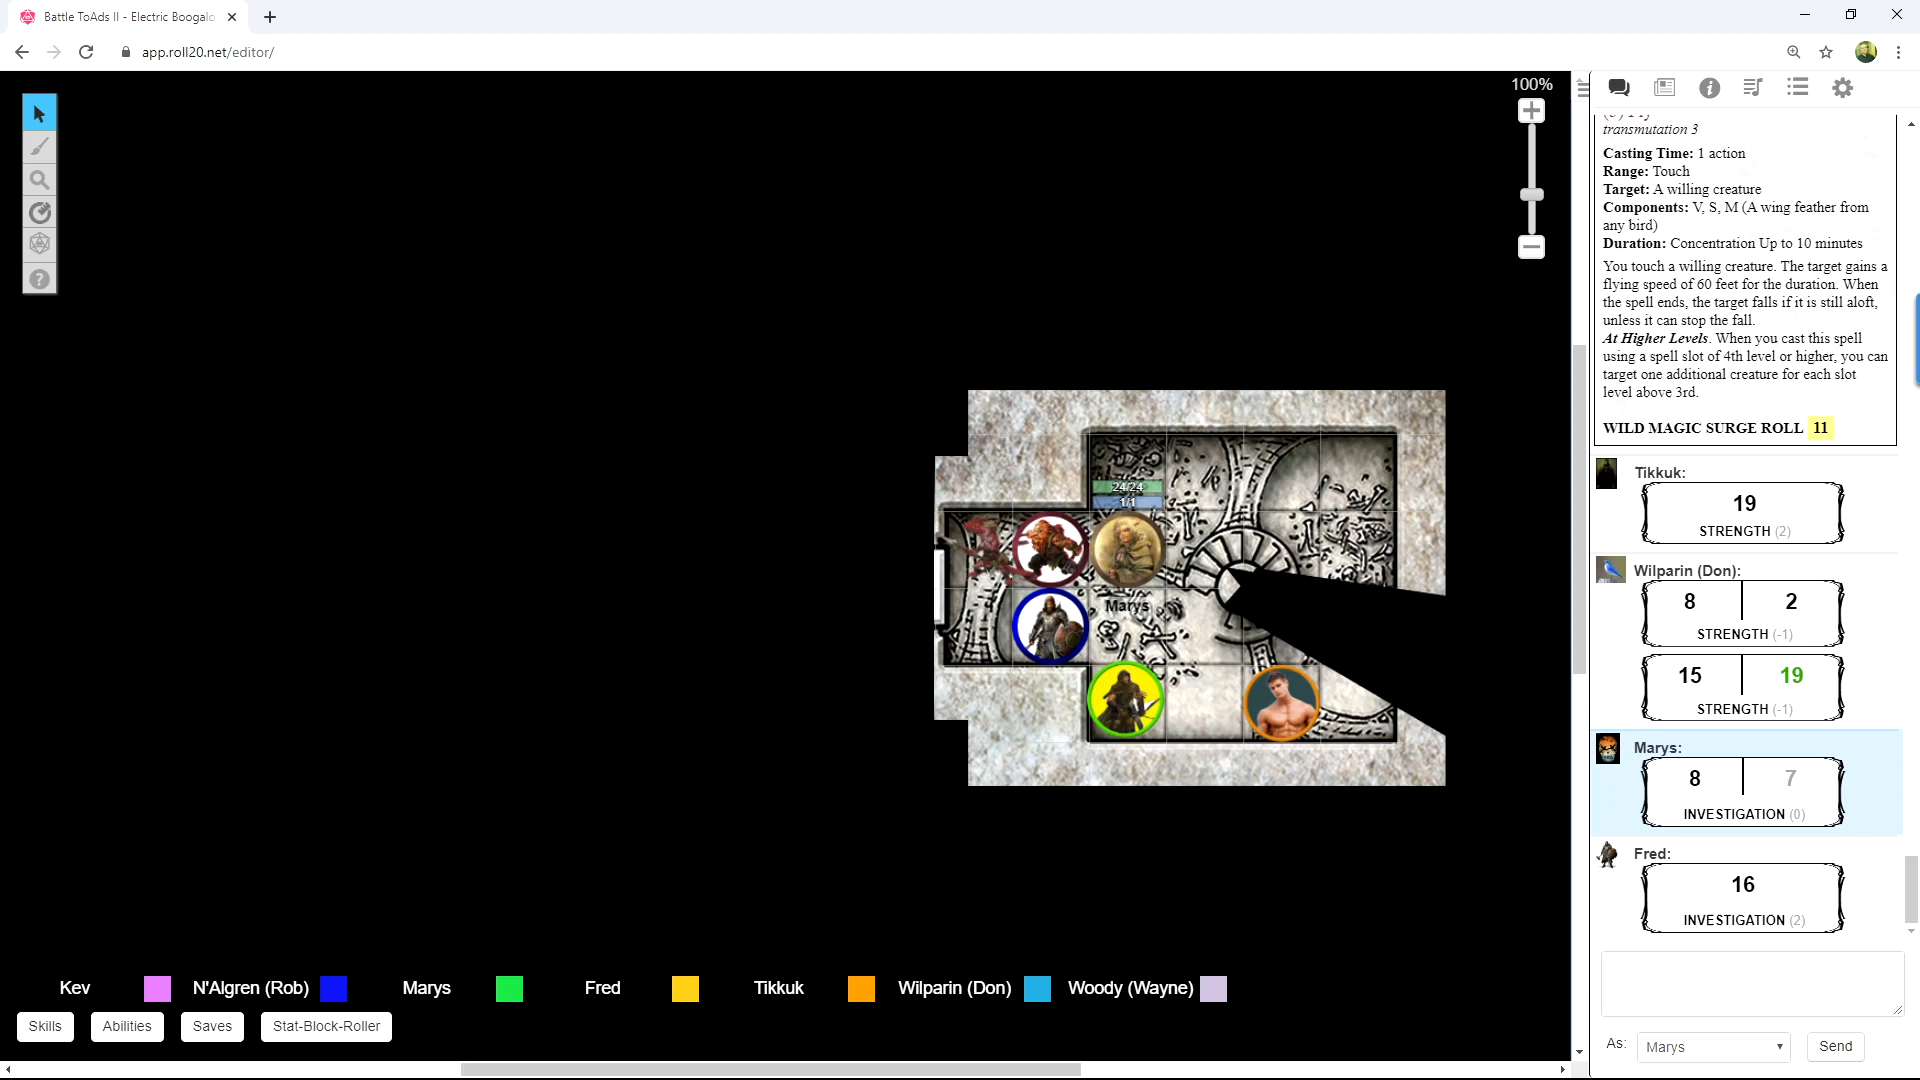 Battle ToAds II - Electric Boogalo
app.roll20.net/editor/
100%
transmutation 3
Casting Time: 1 action
Range: Touch
Target: A willing creature
Components: V, S, M (A wing feather from
any bird)
Duration: Concentration Up to 10 minutes
You touch a willing creature. The target gains a
flying speed of 60 feet for the duration. When
the spell ends, the target falls if it is still aloft,
unless it can stop the fall.
At Higher Levels. When you cast this spell
using a spell slot of 4th level or higher, you can
target one additional creature for each slot
level above 3rd.
WILD MAGIC SURGE ROLL 11
Tikkuk:
19
STRENGTH (2)
Wilparin (Don):
8 2
STRENGTH (-1)
15 19
STRENGTH (-1)
Marys:
8 7
INVESTIGATION (0)
Fred:
16
INVESTIGATION (2)
24/24
1/1
Marys
Kev N'Algren (Rob) Marys Fred Tikkuk Wilparin (Don) Woody (Wayne)
Skills Abilities Saves Stat-Block-Roller
As: Marys Send